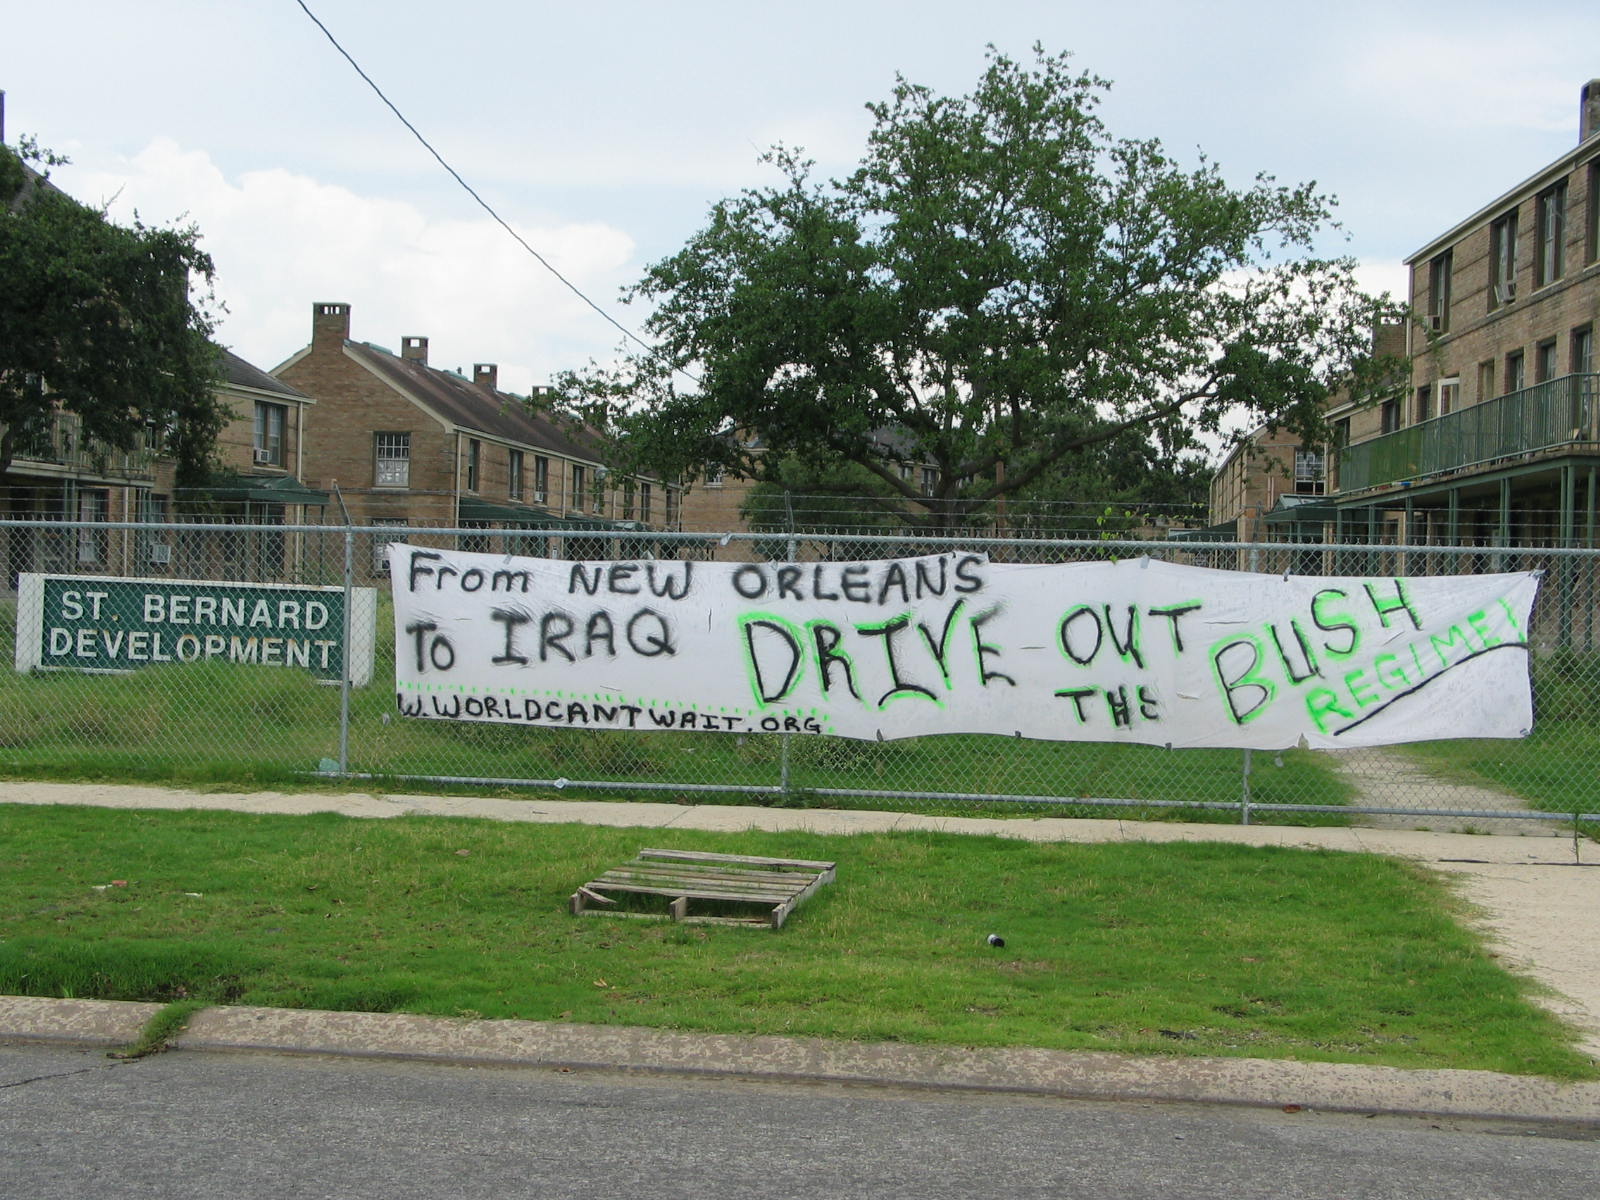 ST. BERNARD
DEVELOPMENT
From NEW ORLEANS
To IRAQ DRIVE OUT THE BUSH REGIME!
W.WORLDCANTWAIT.ORG